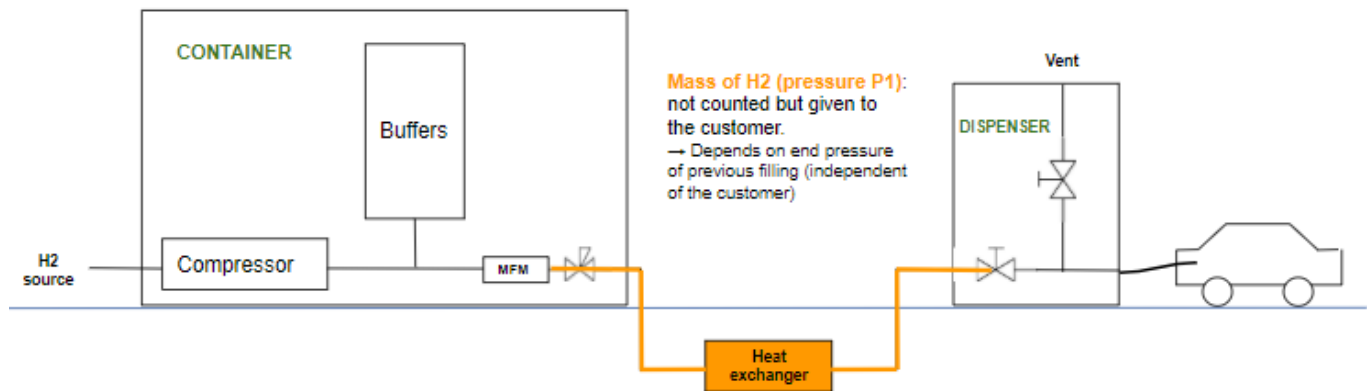 CONTAINER
Buffers
Compressor
H2
source
MFM
Mass of H2 (pressure P1):
not counted but given to
the customer.
→ Depends on end pressure
of previous filling (independent
of the customer)
Heat
exchanger
Vent
DISPENSER